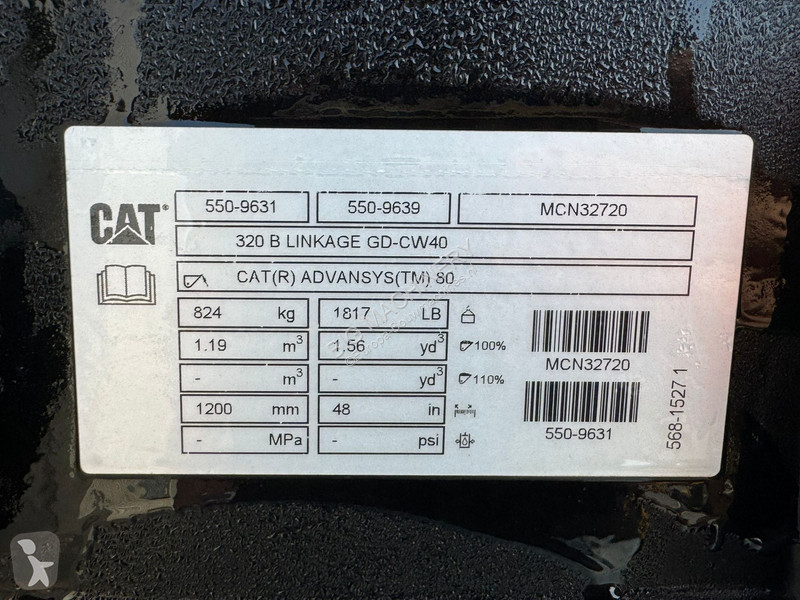 CAT®
550-9631 550-9639 MCN32720
320 B LINKAGE GD-CW40
CAT(R) ADVANSYS(TM) 80
824 kg 1817 LB
1.19 m3 1.56 yd3 100%
- m3 - yd3 110%
1200 mm 48 in
- MPa - psi
MCN32720
550-9631
568-1527 1